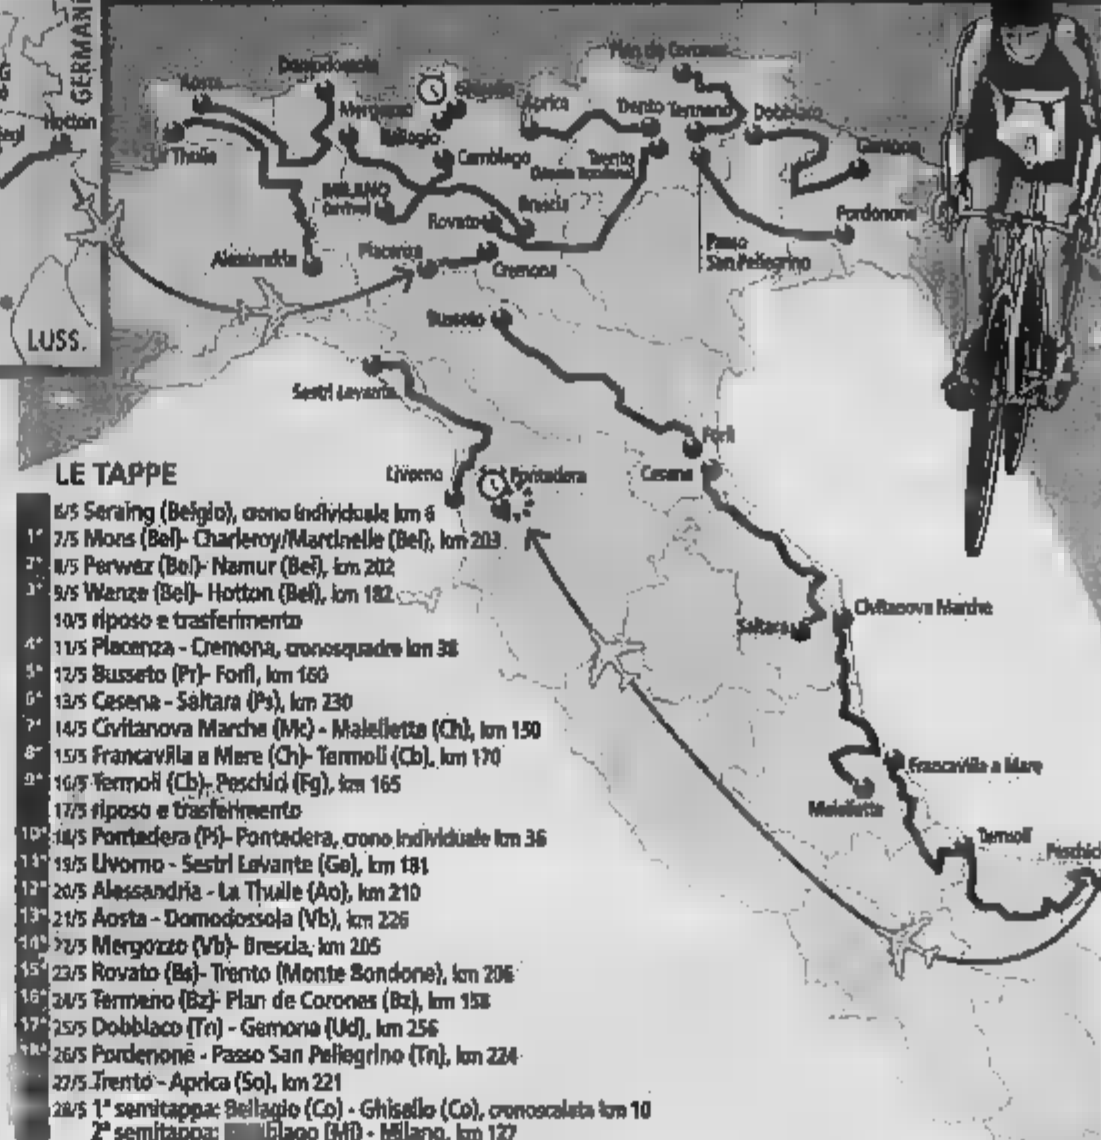 GERMANI
G
Hotton
LUSS.
Aosta
Domodossola
Ghisello
Plan de Corones
Mergozzo
Bellagio
Aprica
Trento
Termeno
Dobbiaco
La Thuile
Cambiago
Trento
Gemona
MILANO
(arrivo)
Rovato
Brescia
Pordenone
Alessandria
Piacenza
Cremona
Passo
San Pellegrino
Busseto
Sestri Levante
Forlì
Livorno
Pontedera
Cesena
Saltara
Civitanova Marche
Francavilla a Mare
Maielletta
Termoli
Peschici
LE TAPPE
6/5 Seraing (Belgio), crono individuale km 6
1ª 7/5 Mons (Bel)- Charleroy/Marcinelle (Bel), km 203
2ª 8/5 Perwez (Bel)- Namur (Bel), km 202
3ª 9/5 Wanze (Bel)- Hotton (Bel), km 182
10/5 riposo e trasferimento
4ª 11/5 Piacenza - Cremona, cronosquadre km 38
5ª 12/5 Busseto (Pr)- Forlì, km 160
6ª 13/5 Cesena - Saltara (Ps), km 230
7ª 14/5 Civitanova Marche (Mc) - Maielletta (Ch), km 150
8ª 15/5 Francavilla a Mare (Ch)- Termoli (Cb), km 170
9ª 16/5 Termoli (Cb)- Peschici (Fg), km 165
17/5 riposo e trasferimento
10ª 18/5 Pontedera (Pi)- Pontedera, crono individuale km 36
11ª 19/5 Livorno - Sestri Levante (Ge), km 181
12ª 20/5 Alessandria - La Thuile (Ao), km 210
13ª 21/5 Aosta - Domodossola (Vb), km 226
14ª 22/5 Mergozzo (Vb)- Brescia, km 205
15ª 23/5 Rovato (Bs)- Trento (Monte Bondone), km 206
16ª 24/5 Termeno (Bz)- Plan de Corones (Bz), km 158
17ª 25/5 Dobbiaco (Tn) - Gemona (Ud), km 256
18ª 26/5 Pordenone - Passo San Pellegrino (Tn), km 224
27/5 Trento - Aprica (So), km 221
28/5 1ª semitappa: Bellagio (Co) - Ghisello (Co), cronoscalata km 10
2ª semitappa: (Mi) - Milano, km 127